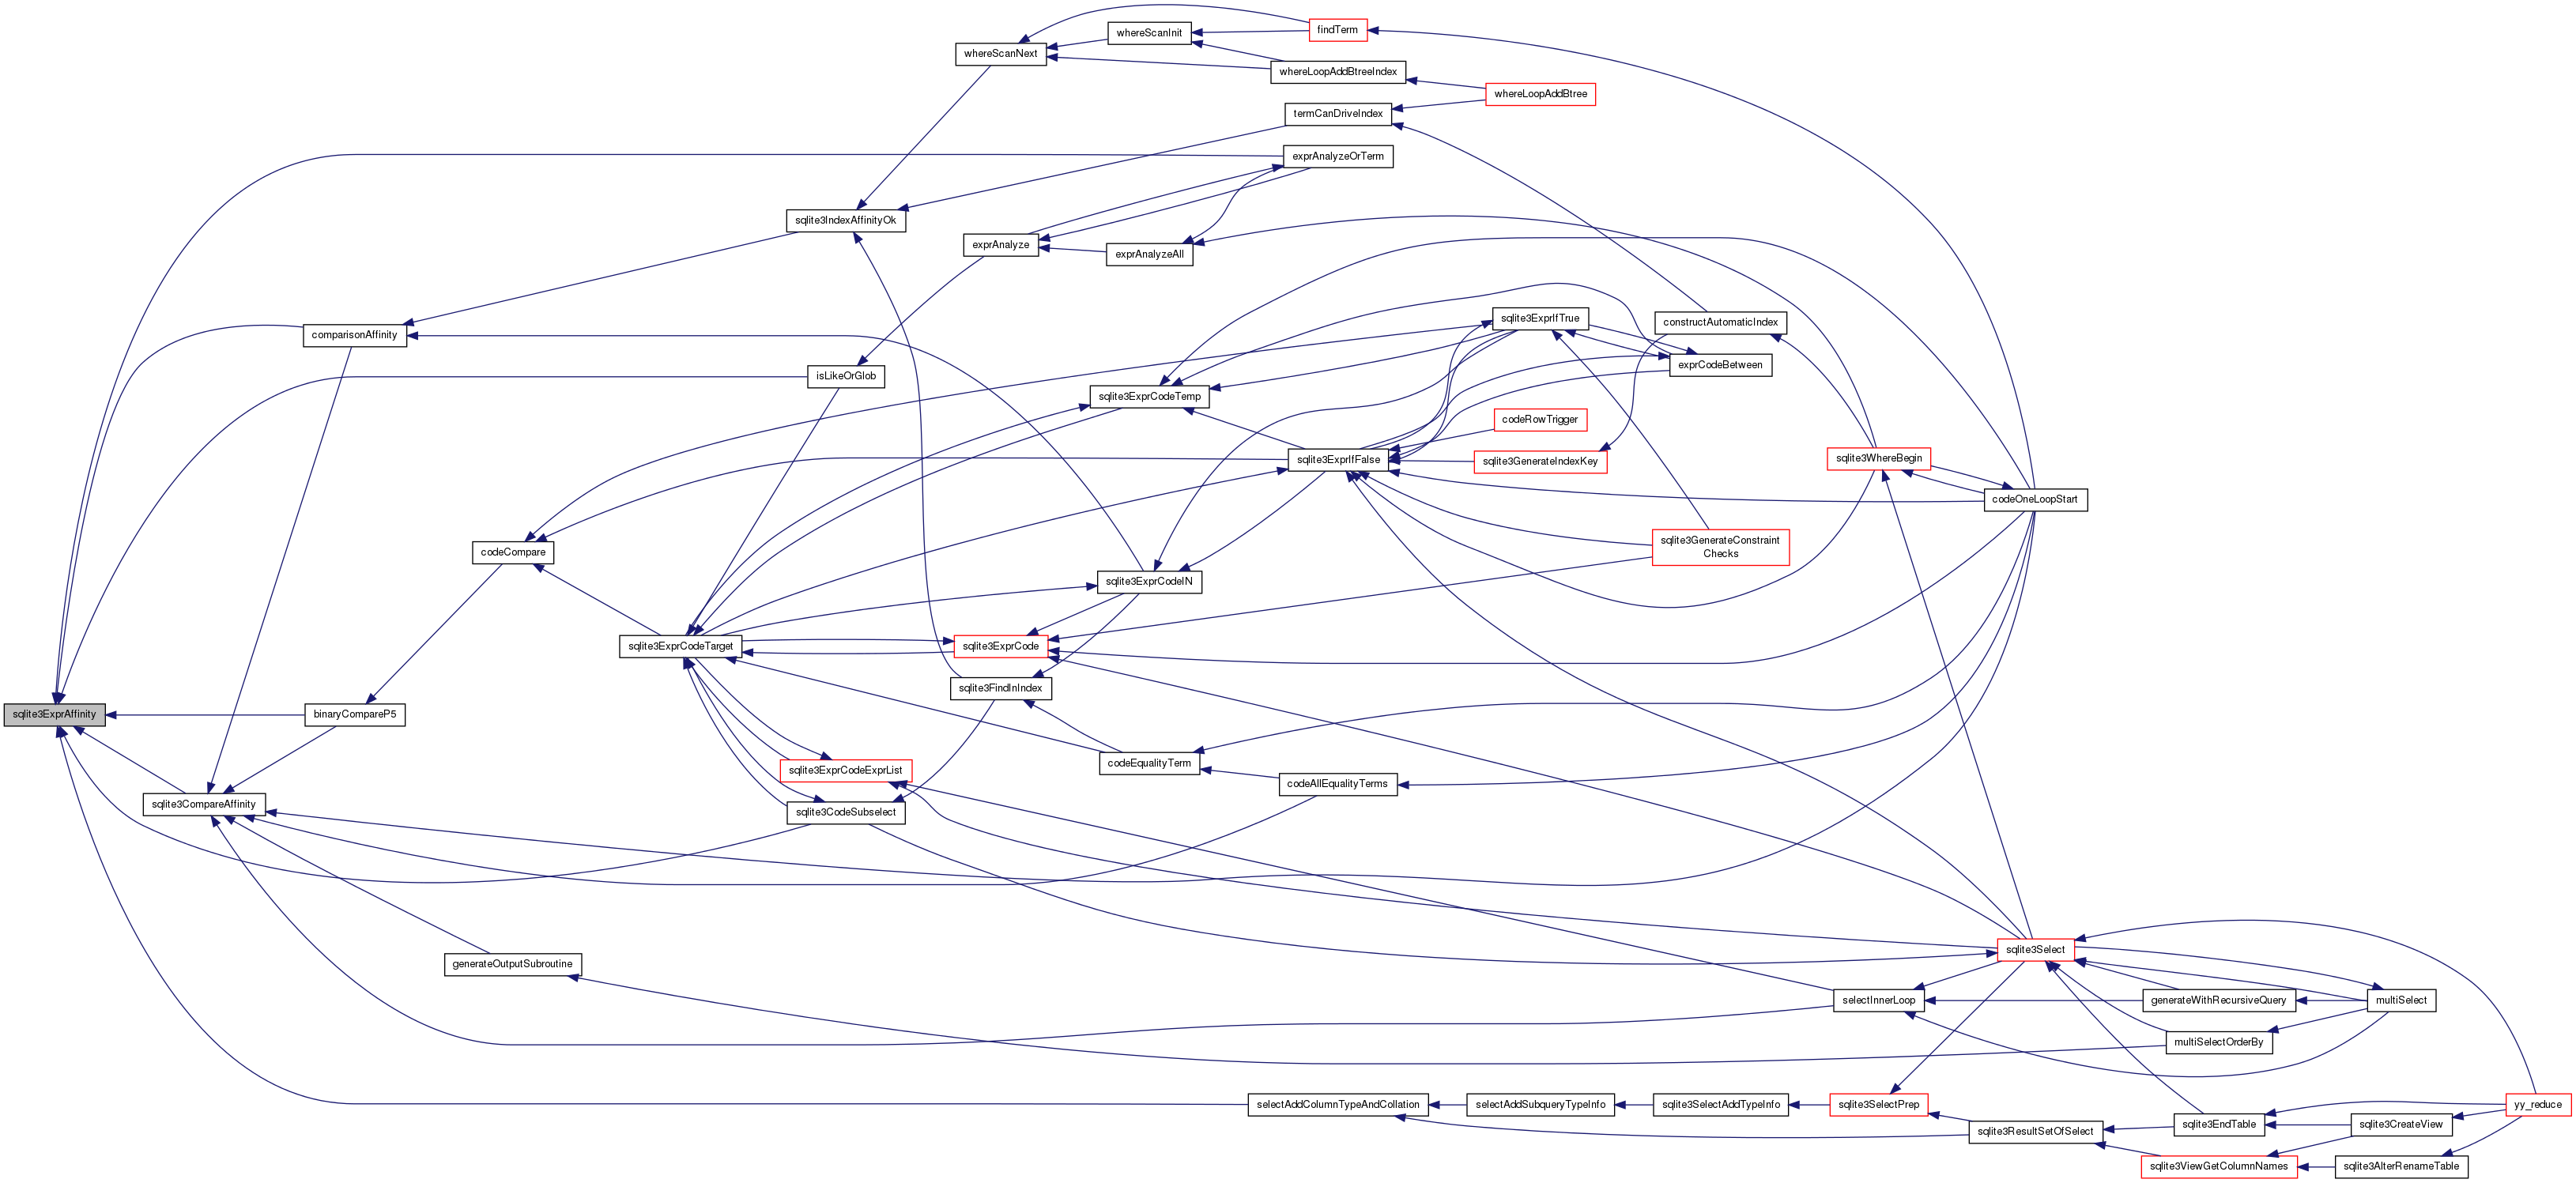 findTerm
whereScanInit
whereScanNext
whereLoopAddBtreeIndex
whereLoopAddBtree
termCanDriveIndex
exprAnalyzeOrTerm
sqlite3IndexAffinityOk
exprAnalyze
exprAnalyzeAll
sqlite3ExprIfTrue
constructAutomaticIndex
comparisonAffinity
exprCodeBetween
isLikeOrGlob
sqlite3ExprCodeTemp
codeRowTrigger
sqlite3ExprIfFalse
sqlite3GenerateIndexKey
sqlite3WhereBegin
codeOneLoopStart
sqlite3GenerateConstraint
Checks
codeCompare
sqlite3ExprCodeIN
sqlite3ExprCodeTarget
sqlite3ExprCode
sqlite3FindInIndex
sqlite3ExprAffinity
binaryCompareP5
codeEqualityTerm
sqlite3ExprCodeExprList
codeAllEqualityTerms
sqlite3CompareAffinity
sqlite3CodeSubselect
sqlite3Select
generateOutputSubroutine
selectInnerLoop
generateWithRecursiveQuery
multiSelect
multiSelectOrderBy
selectAddColumnTypeAndCollation
selectAddSubqueryTypeInfo
sqlite3SelectAddTypeInfo
sqlite3SelectPrep
yy_reduce
sqlite3ResultSetOfSelect
sqlite3EndTable
sqlite3CreateView
sqlite3ViewGetColumnNames
sqlite3AlterRenameTable